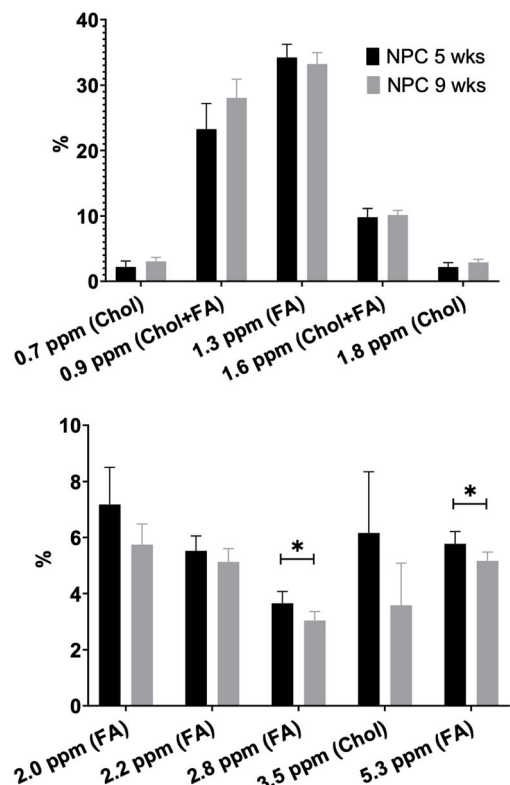 40
30
20
10
0
%
NPC 5 wks
NPC 9 wks
0.7 ppm (Chol)
0.9 ppm (Chol+FA)
1.3 ppm (FA)
1.6 ppm (Chol+FA)
1.8 ppm (Chol)
10
8
6
4
2
0
%
*
*
2.0 ppm (FA)
2.2 ppm (FA)
2.8 ppm (FA)
3.5 ppm (Chol)
5.3 ppm (FA)